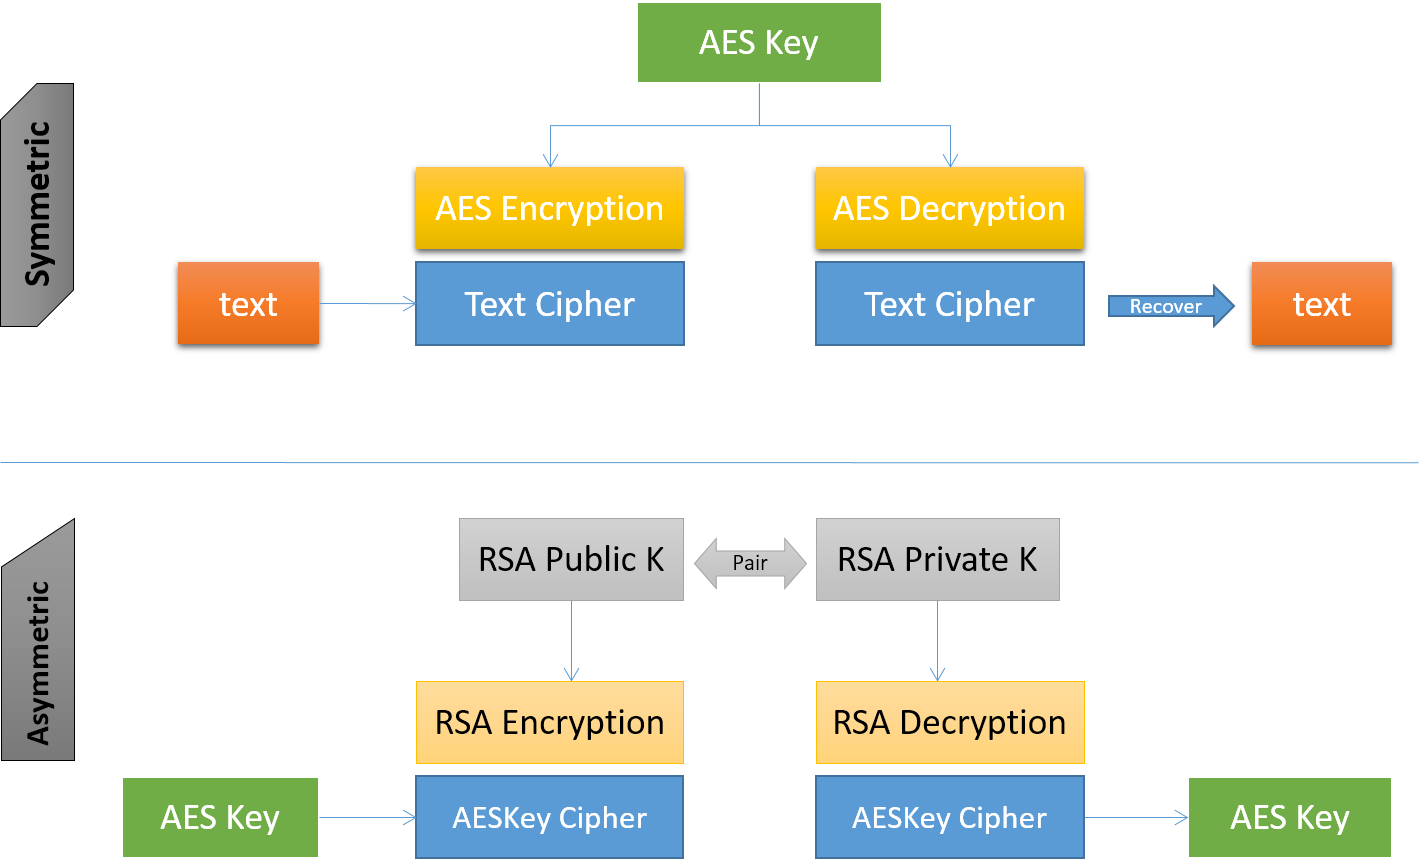 AES Key
Symmetric
AES Encryption
AES Decryption
text
Text Cipher
Text Cipher
Recover
text
Asymmetric
RSA Public K
Pair
RSA Private K
RSA Encryption
RSA Decryption
AES Key
AESKey Cipher
AESKey Cipher
AES Key